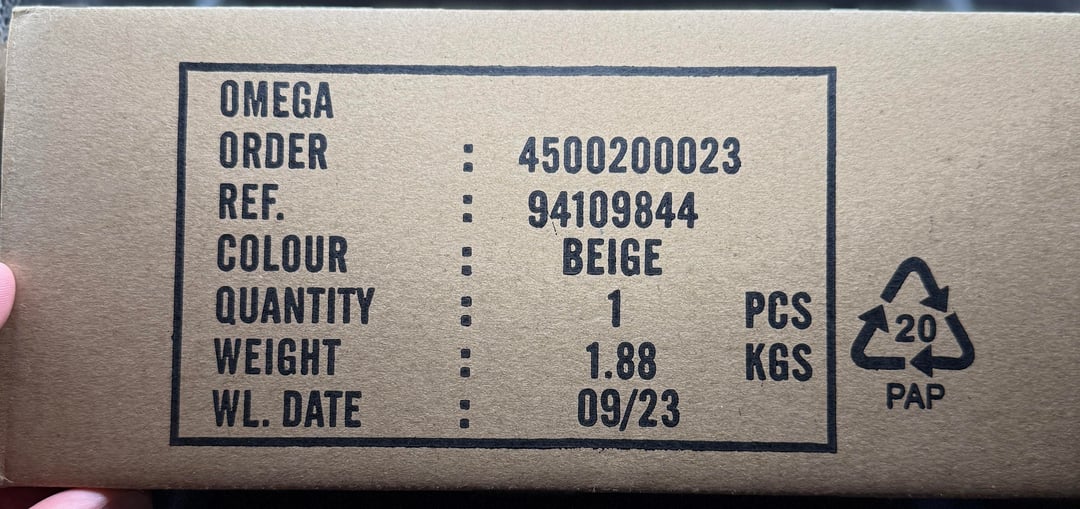 OMEGA
ORDER : 4500200023
REF. : 94109844
COLOUR : BEIGE
QUANTITY : 1 PCS
WEIGHT : 1.88 KGS
WL. DATE : 09/23
20
PAP